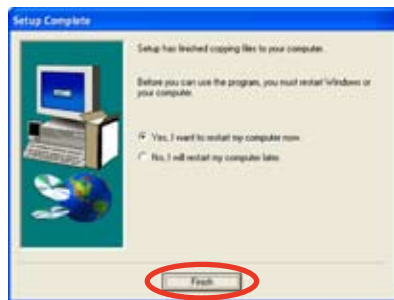 Setup Complete
Setup has finished copying files to your computer.
Before you can use the program, you must restart Windows or
your computer.
Yes, I want to restart my computer now.
No, I will restart my computer later.
Finish